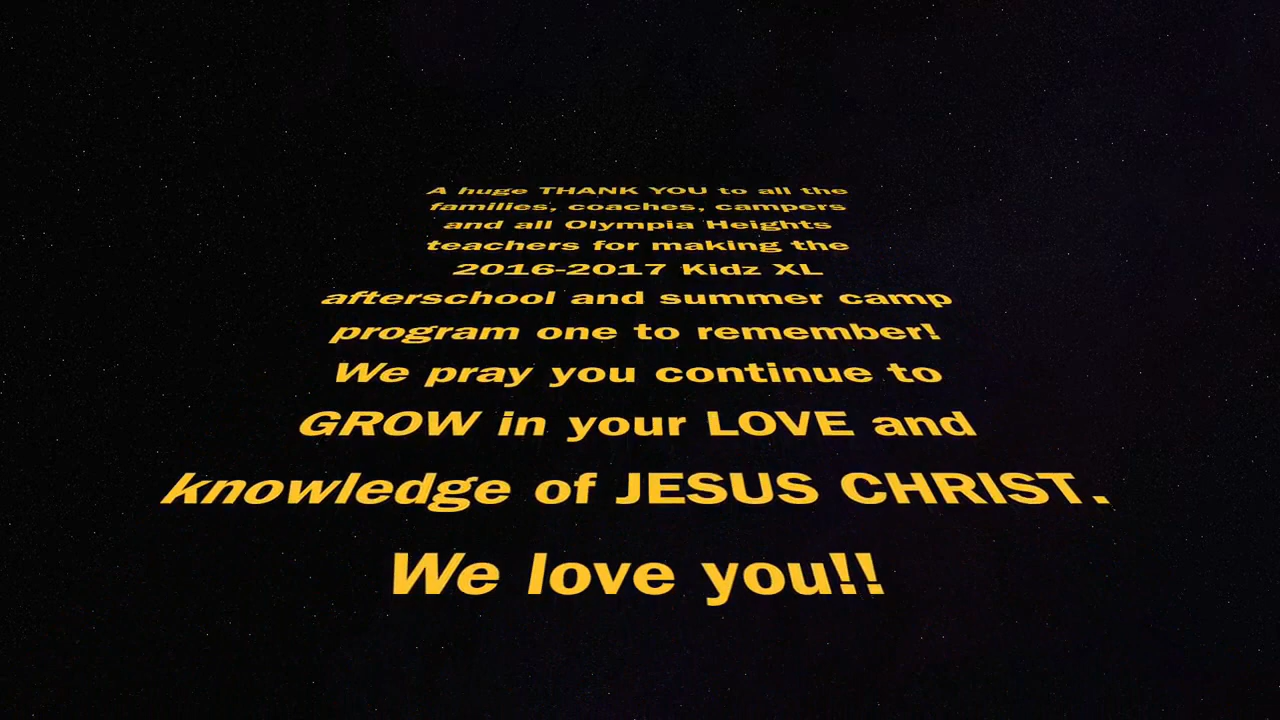 A huge THANK YOU to all the
families, coaches, campers
and all Olympia Heights
teachers for making the
2016-2017 Kidz XL
afterschool and summer camp
program one to remember!
We pray you continue to
GROW in your LOVE and
knowledge of JESUS CHRIST.
We love you!!